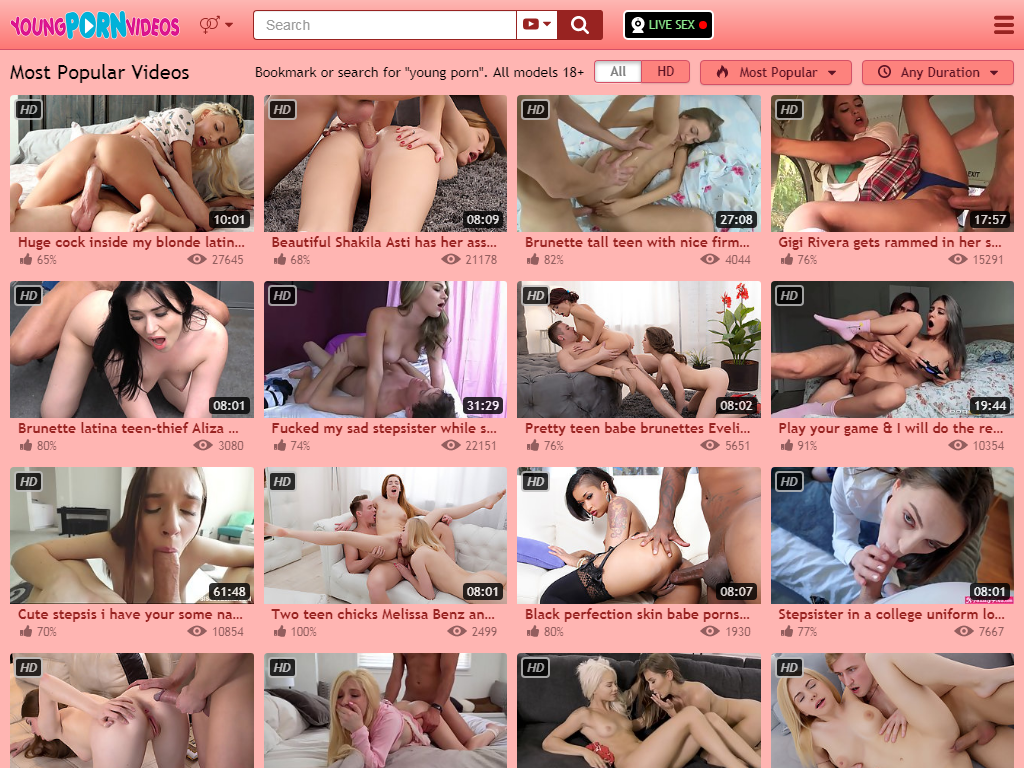 YOUNGPORNVIDEOS
Search
LIVE SEX
Most Popular Videos
Bookmark or search for "young porn". All models 18+
All HD
Most Popular
Any Duration
HD HD HD HD
10:01 08:09 27:08 17:57
Huge cock inside my blonde latin... Beautiful Shakila Asti has her ass... Brunette tall teen with nice firm... Gigi Rivera gets rammed in her s...
65% 27645 68% 21178 82% 4044 76% 15291
HD HD HD HD
08:01 31:29 08:02 19:44
Brunette latina teen-thief Aliza ... Fucked my sad stepsister while s... Pretty teen babe brunettes Eveli... Play your game & I will do the re...
80% 3080 74% 22151 76% 5651 91% 10354
HD HD HD HD
61:48 08:01 08:07 08:01
Cute stepsis i have your some na... Two teen chicks Melissa Benz an... Black perfection skin babe porns... Stepsister in a college uniform lo...
70% 10854 100% 2499 80% 1930 77% 7667
HD HD HD HD